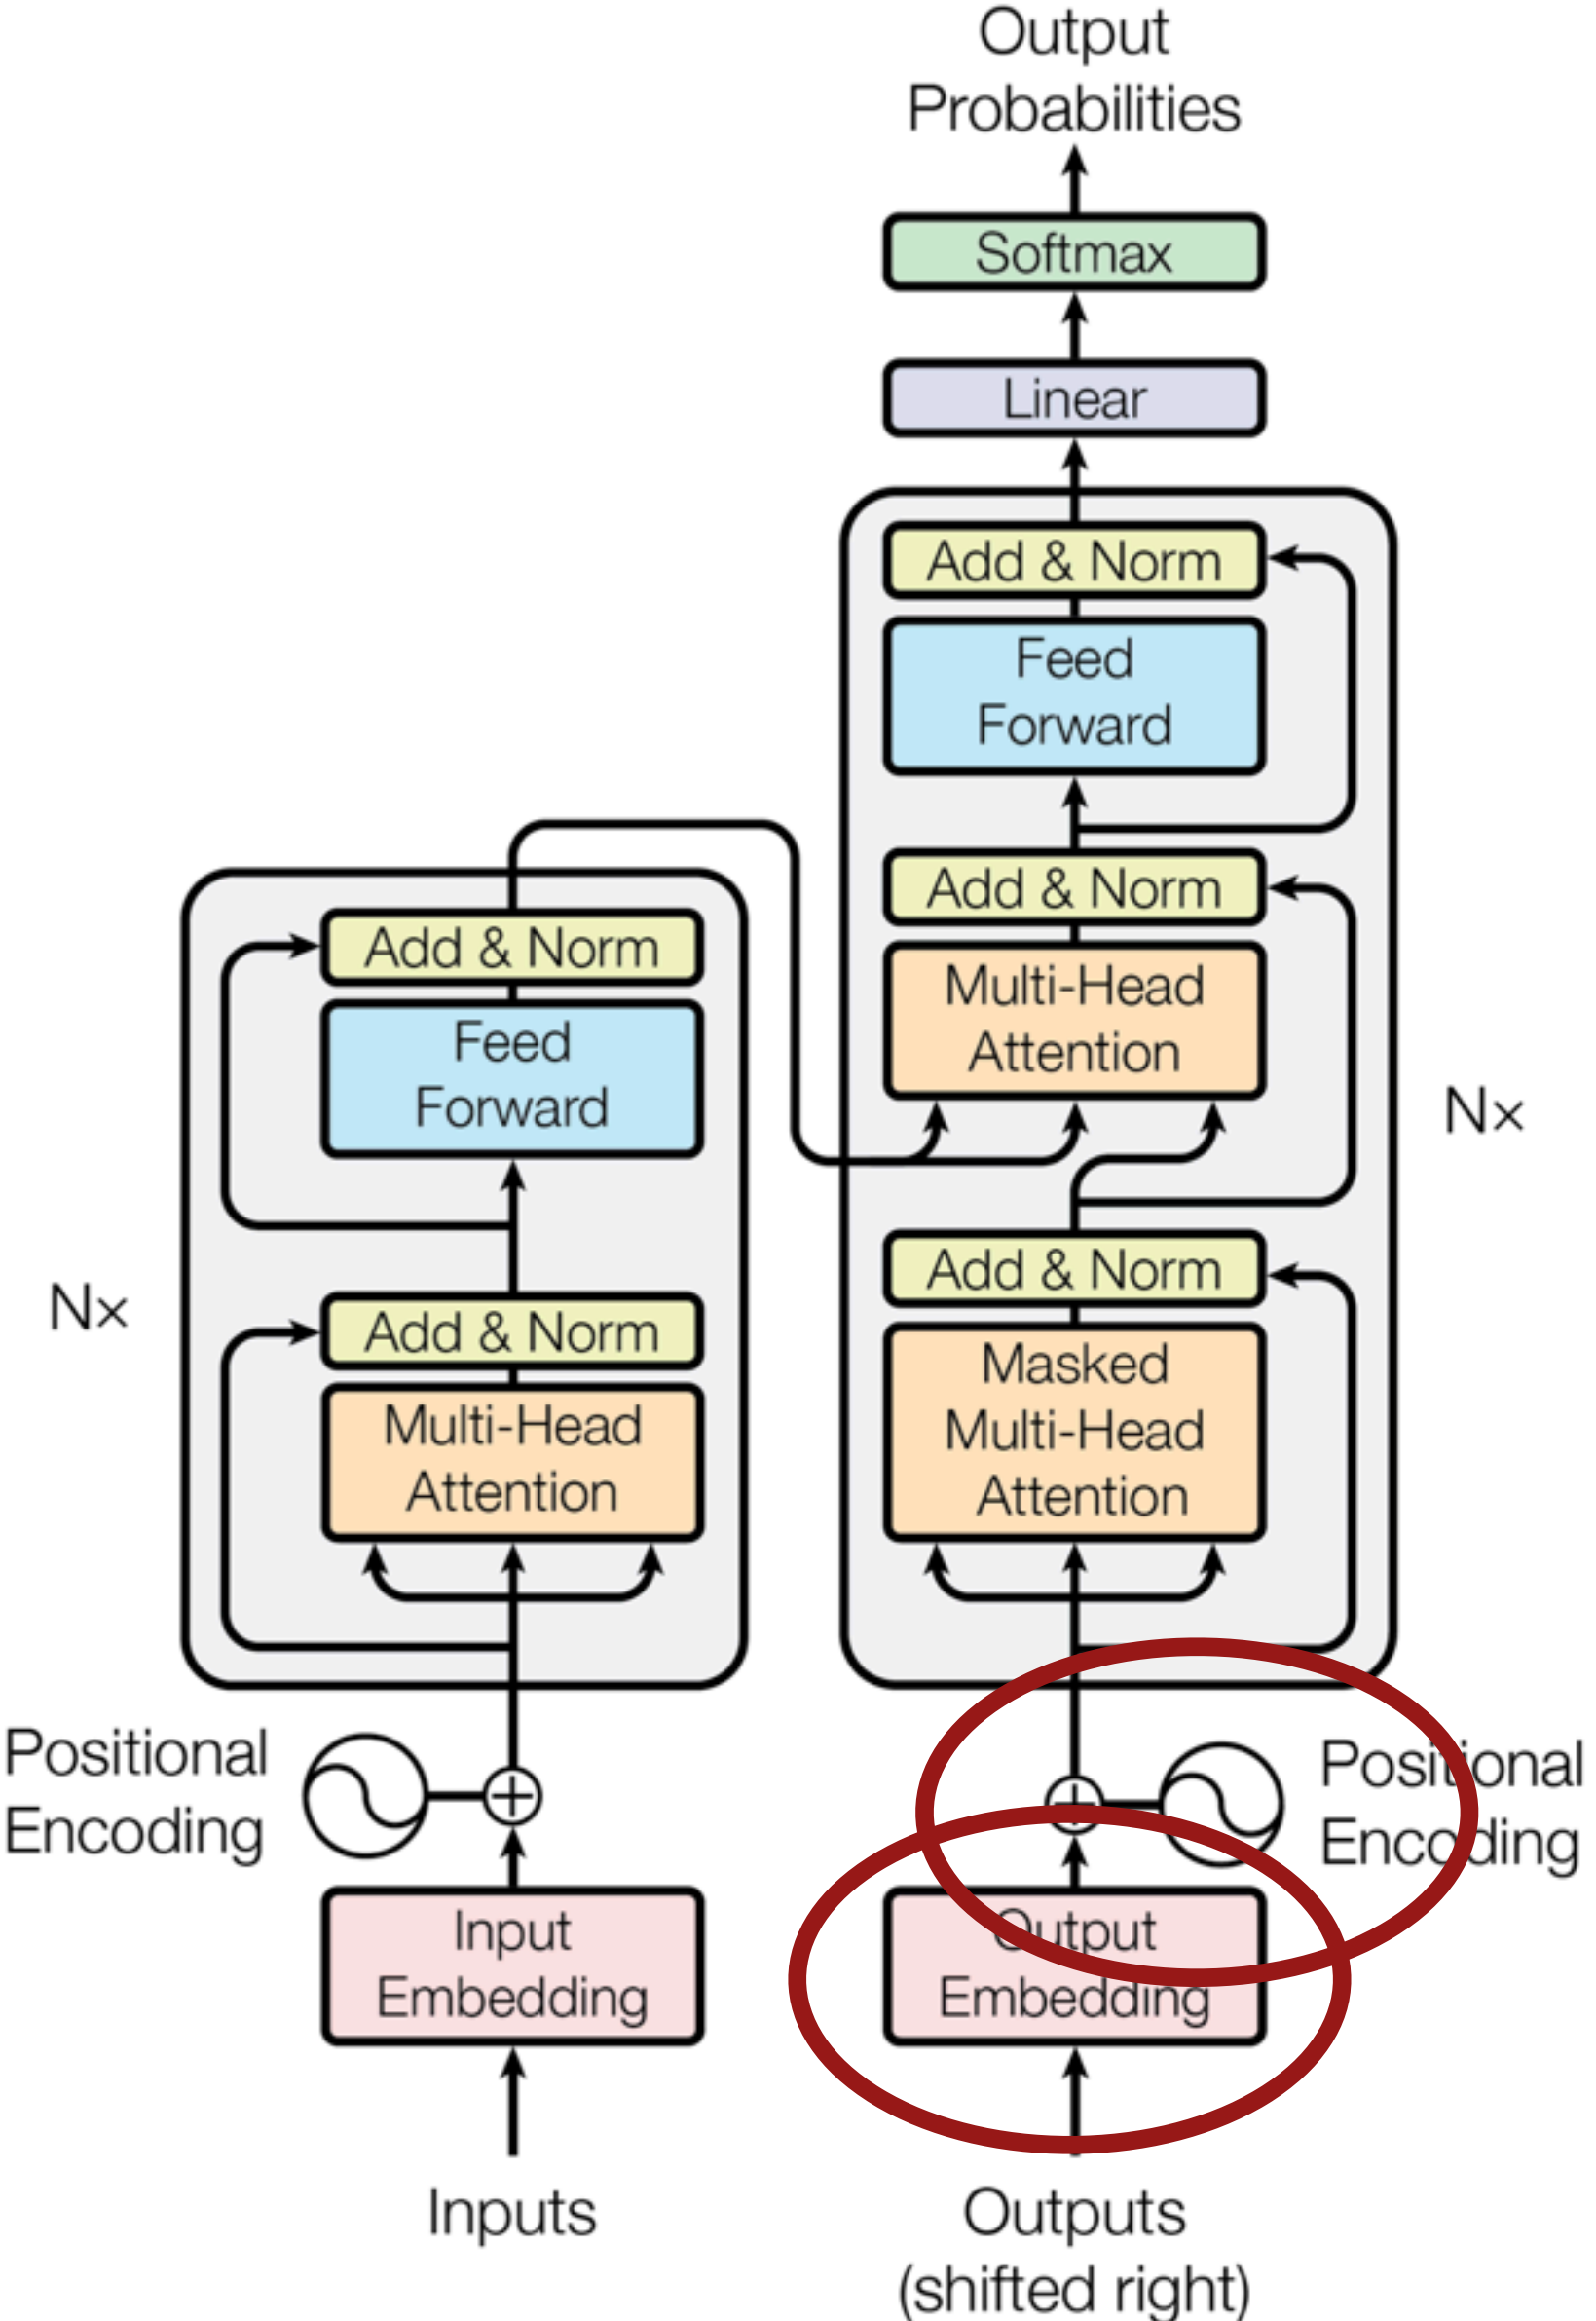 Output
Probabilities
Softmax
Linear
Add & Norm
Feed
Forward
Add & Norm
Multi-Head
Attention
Nx
Add & Norm
Masked
Multi-Head
Attention
Add & Norm
Feed
Forward
Nx
Add & Norm
Multi-Head
Attention
Positional
Encoding
Positional
Encoding
Input
Embedding
Output
Embedding
Inputs
Outputs
(shifted right)